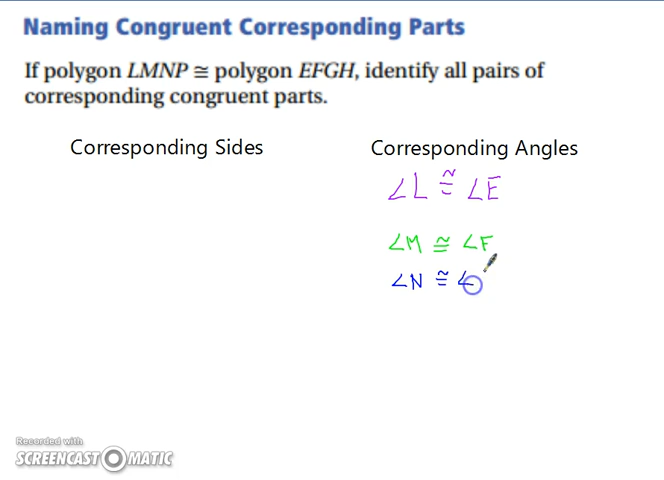 Naming Congruent Corresponding Parts
If polygon LMNP ≅ polygon EFGH, identify all pairs of
corresponding congruent parts.
Corresponding Sides
Corresponding Angles
∠L ≅ ∠E
∠M ≅ ∠F
∠N ≅ ∠
Recorded with
SCREENCAST-O-MATIC